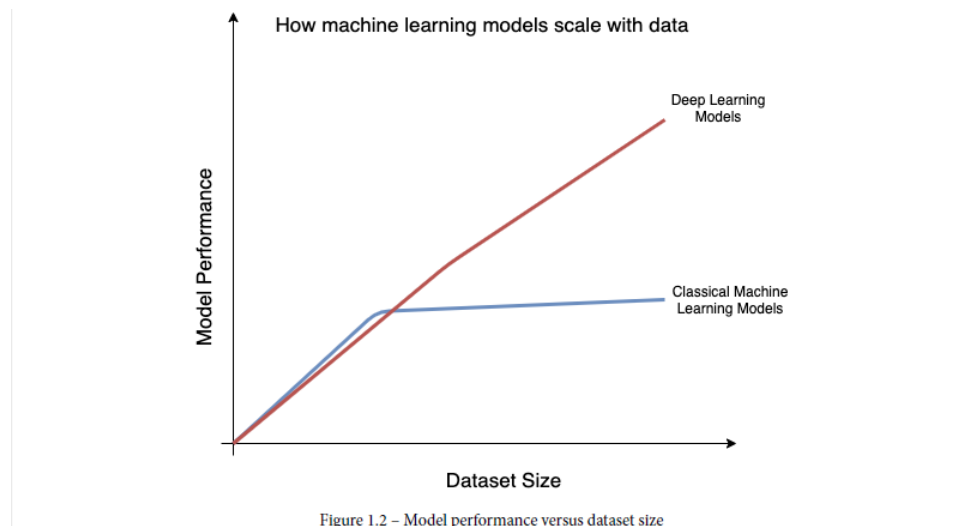 How machine learning models scale with data
Deep Learning
Models
Model Performance
Classical Machine
Learning Models
Dataset Size
Figure 1.2 – Model performance versus dataset size